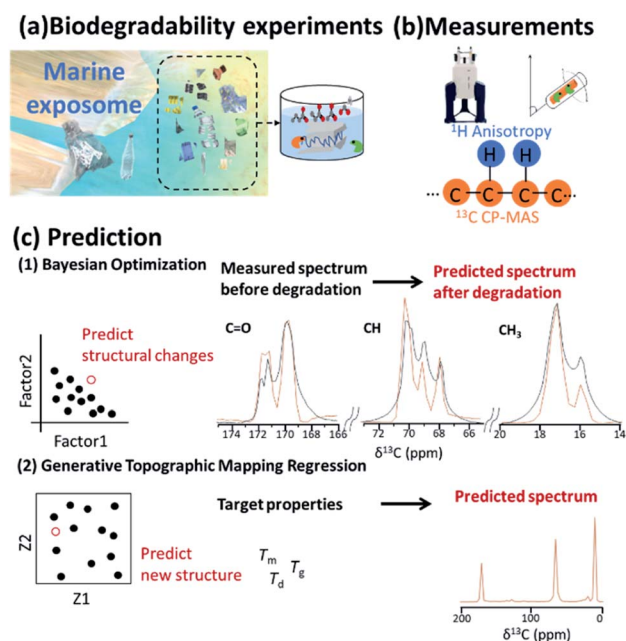 (a)Biodegradability experiments
(b)Measurements
Marine
exposome
¹H Anisotropy
H H
... C C C C...
¹³C CP-MAS
(c) Prediction
(1) Bayesian Optimization
Measured spectrum
before degradation
Predicted spectrum
after degradation
Predict
structural changes
Factor2
Factor1
C=O
CH
CH₃
174 172 170 168 166
72 70 68 66
20 18 16 14
δ¹³C (ppm)
(2) Generative Topographic Mapping Regression
Target properties
Predicted spectrum
Z2
Z1
Predict
new structure
Tm
Td Tg
200 100 0
δ¹³C (ppm)